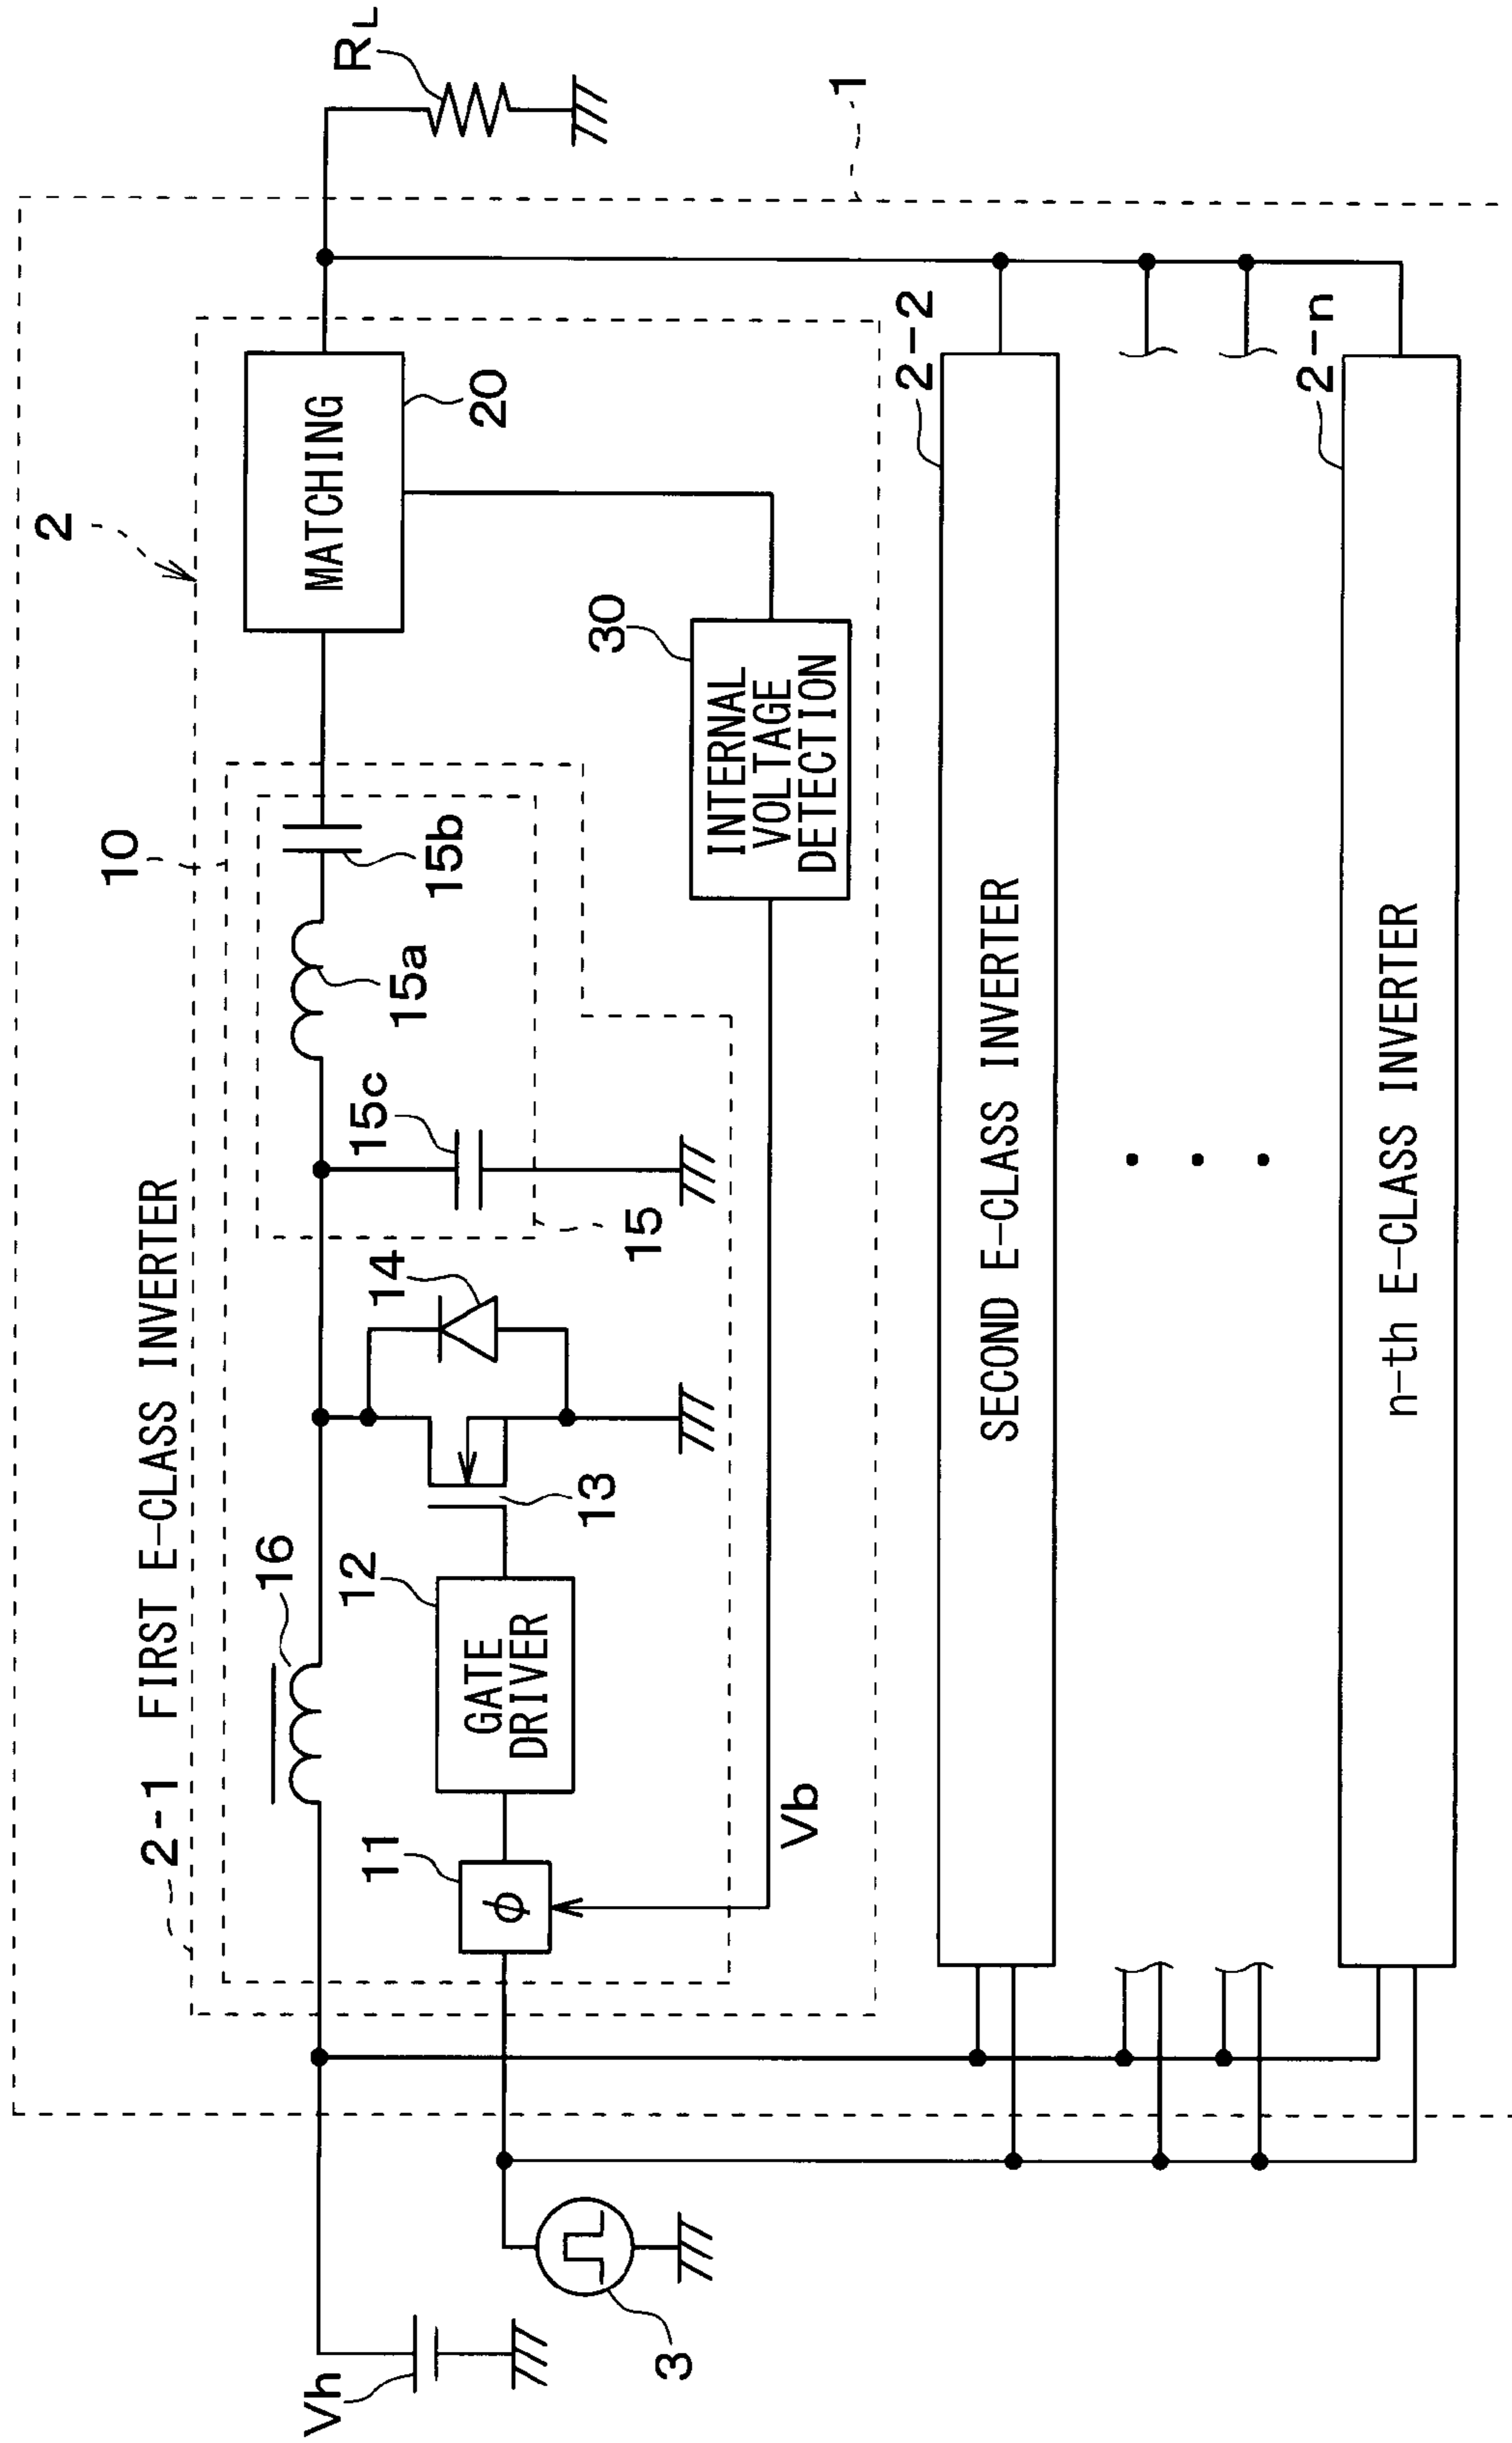 1
2
2-1 FIRST E-CLASS INVERTER
10
16
15a
15b
15c
15
14
13
12
GATE
DRIVER
11
φ
MATCHING
20
30
INTERNAL
VOLTAGE
DETECTION
Vb
Vh
3
RL
2-2
SECOND E-CLASS INVERTER
2-n
n-th E-CLASS INVERTER